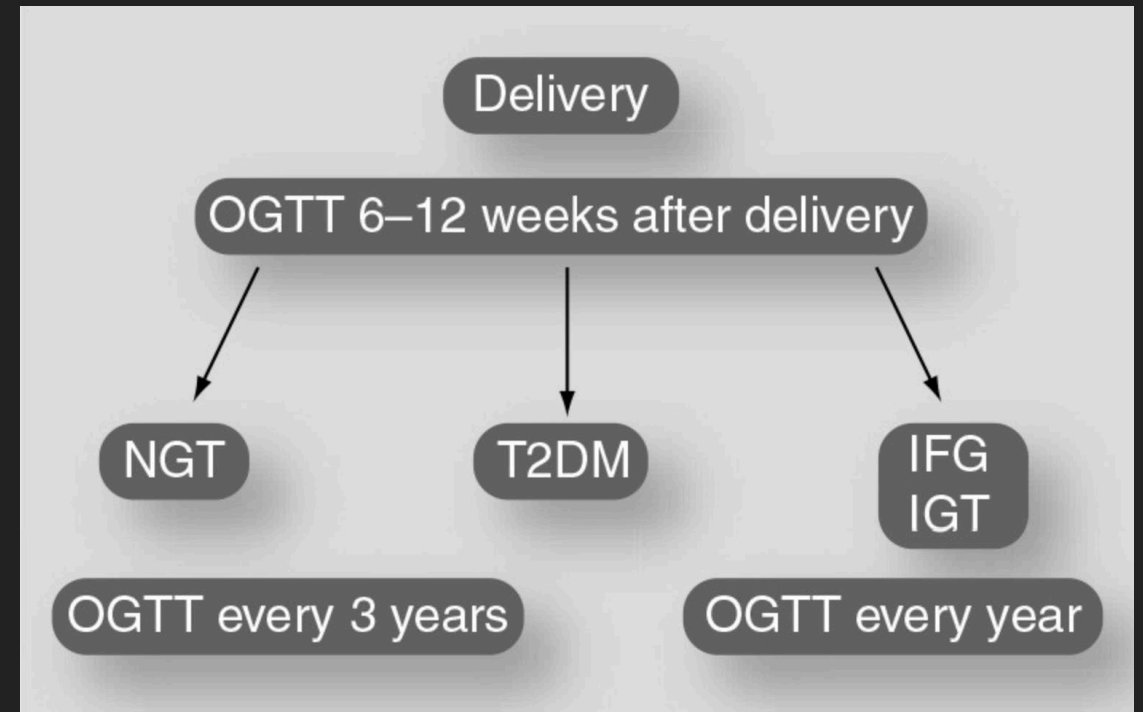 Delivery
OGTT 6–12 weeks after delivery
NGT
T2DM
IFG
IGT
OGTT every 3 years
OGTT every year